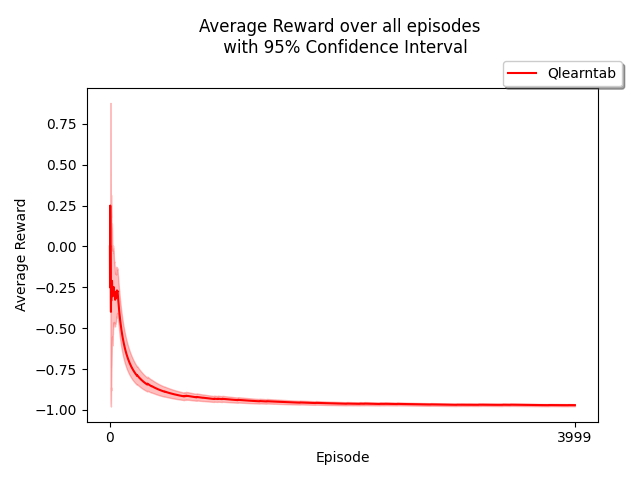 Average Reward over all episodes
with 95% Confidence Interval
Qlearntab
0.75
0.50
0.25
0.00
−0.25
−0.50
−0.75
−1.00
Average Reward
0
3999
Episode